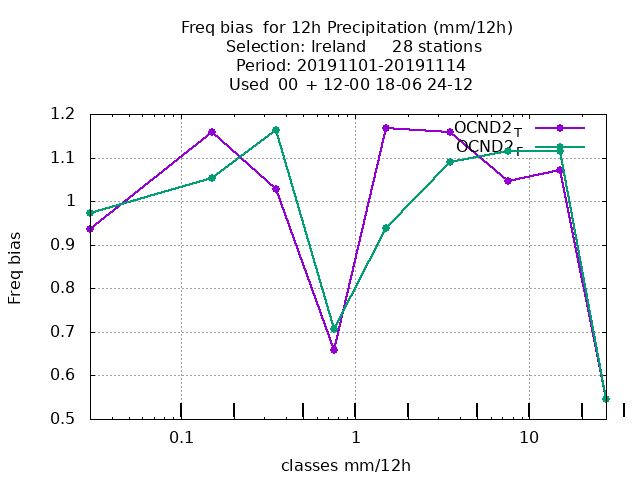 Freq bias  for 12h Precipitation (mm/12h)
Selection: Ireland     28 stations
Period: 20191101-20191114
Used  00 + 12-00 18-06 24-12
OCND2_T
OCND2_F
1.2
1.1
1
0.9
0.8
0.7
0.6
0.5
Freq bias
0.1 1 10
classes mm/12h